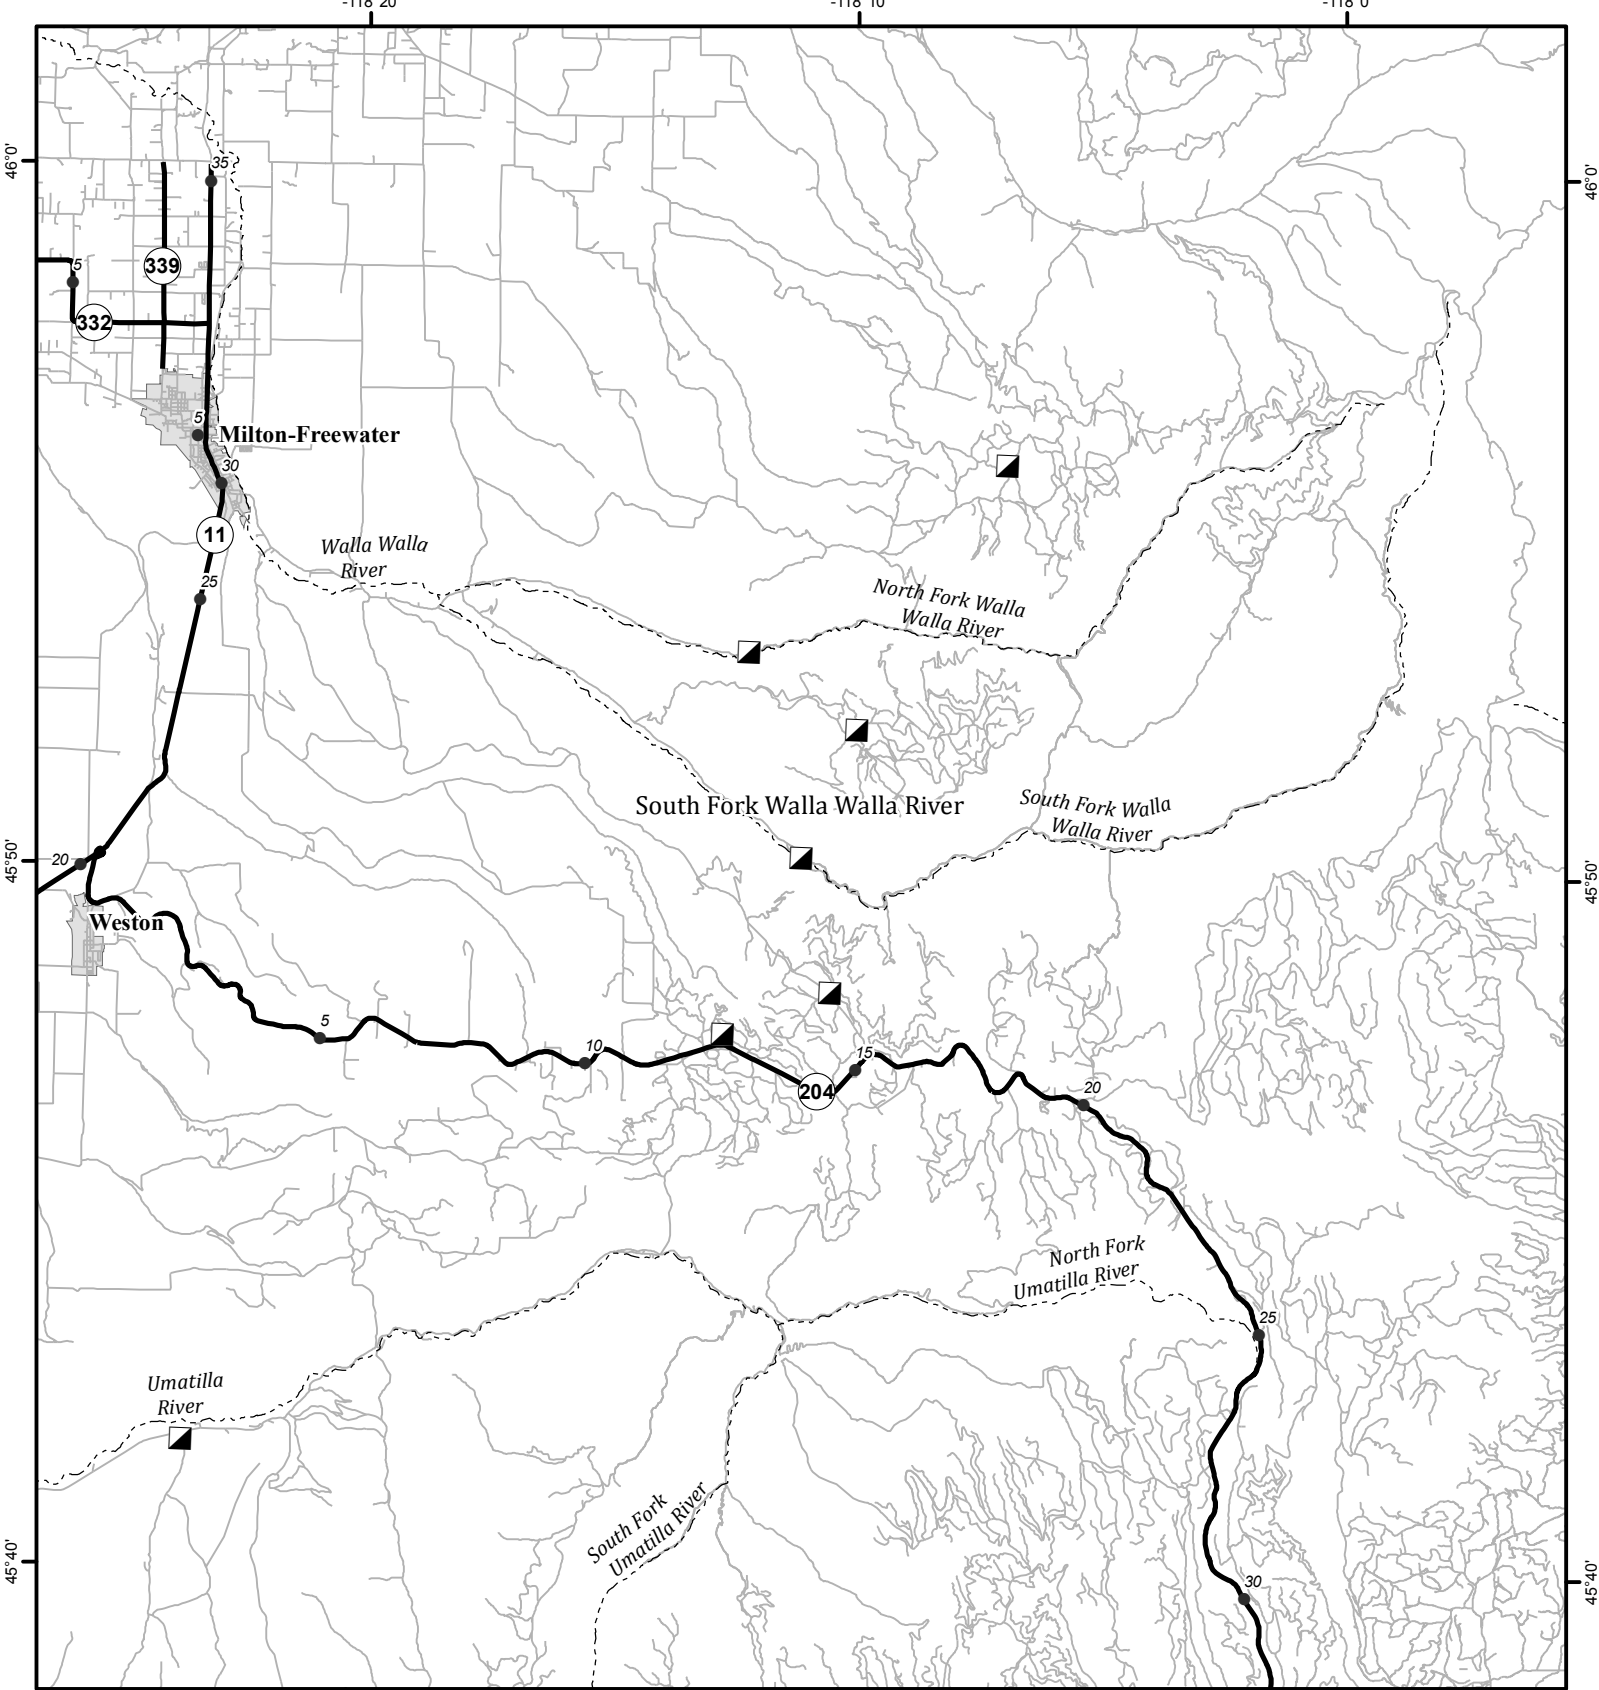 -118°20'
-118°10'
-118°0'
46°0'
46°0'
35
339
5
332
5
Milton-Freewater
30
11
25
Walla Walla
River
North Fork Walla
Walla River
South Fork Walla Walla River
South Fork Walla
Walla River
45°50'
20
45°50'
Weston
5
10
15
204
20
North Fork
Umatilla River
25
Umatilla
River
South Fork
Umatilla River
45°40'
45°40'
30